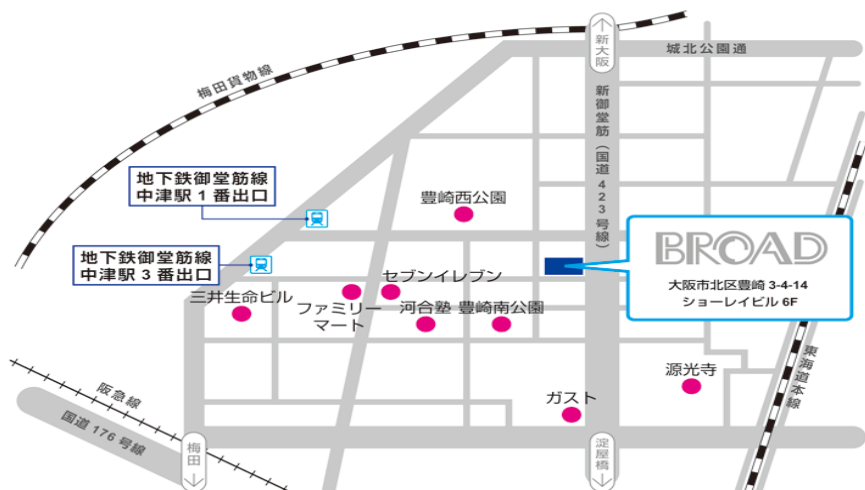 新大阪
城北公園通
梅田貨物線
新御堂筋（国道423号線）
地下鉄御堂筋線
中津駅1番出口
豊崎西公園
地下鉄御堂筋線
中津駅3番出口
BROAD
大阪市北区豊崎 3-4-14
ショーレイビル 6F
セブンイレブン
三井生命ビル
ファミリー
マート
河合塾
豊崎南公園
東海道本線
源光寺
阪急線
ガスト
国道176号線
梅田
淀屋橋